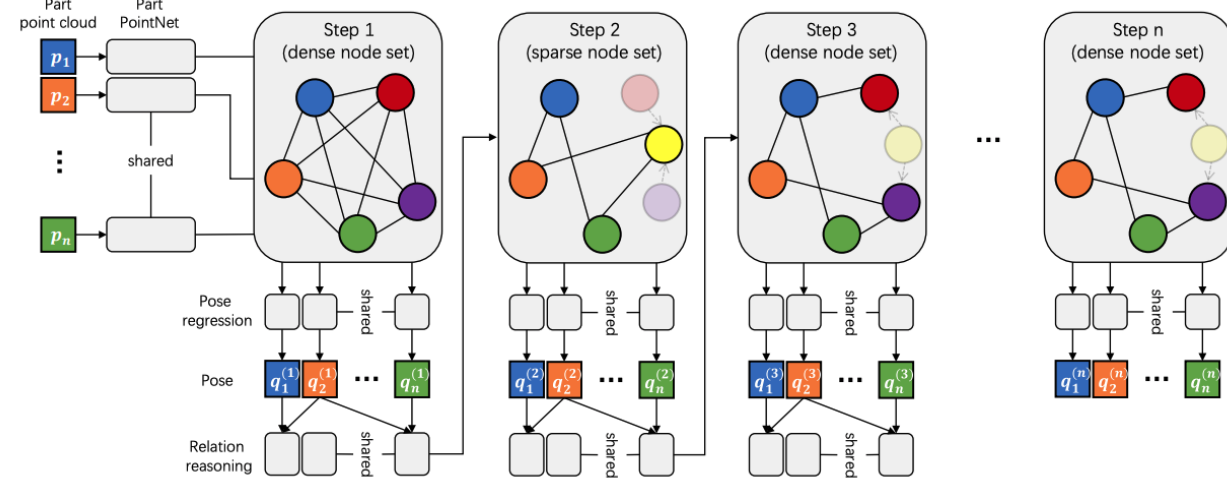 Part
point cloud
Part
PointNet
p₁
p₂
⋮
pₙ
shared
Step 1
(dense node set)
Step 2
(sparse node set)
Step 3
(dense node set)
...
Step n
(dense node set)
Pose
regression
shared
shared
shared
shared
Pose
q₁⁽¹⁾ q₂⁽¹⁾ ... qₙ⁽¹⁾
q₁⁽²⁾ q₂⁽²⁾ ... qₙ⁽²⁾
q₁⁽³⁾ q₂⁽³⁾ ... qₙ⁽³⁾
q₁⁽ⁿ⁾ q₂⁽ⁿ⁾ ... qₙ⁽ⁿ⁾
Relation
reasoning
shared
shared
shared